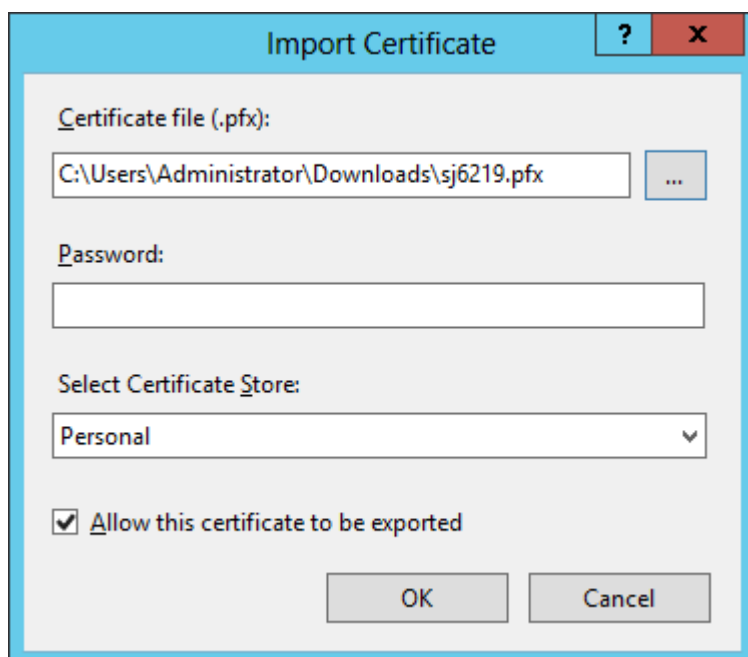 Import Certificate
? x
Certificate file (.pfx):
C:\Users\Administrator\Downloads\sj6219.pfx
...
Password:
Select Certificate Store:
Personal
Allow this certificate to be exported
OK Cancel